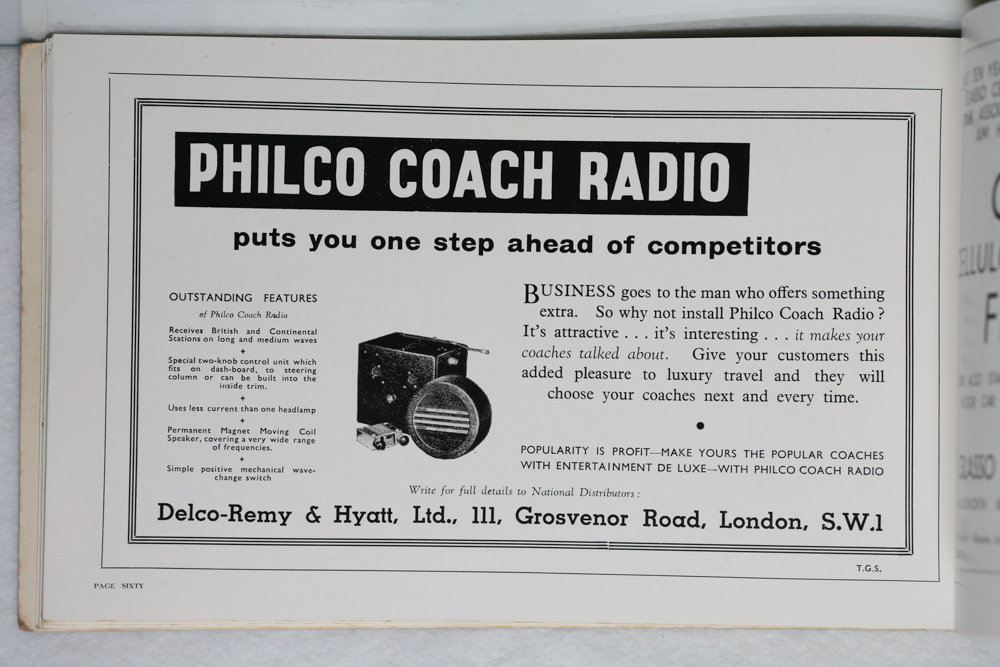 PHILCO COACH RADIO
puts you one step ahead of competitors
OUTSTANDING FEATURES
of Philco Coach Radio
Receives British and Continental
Stations on long and medium waves
+
Special two-knob control unit which
fits on dash-board, to steering
column or can be built into the
inside trim.
+
Uses less current than one headlamp
+
Permanent Magnet Moving Coil
Speaker, covering a very wide range
of frequencies.
+
Simple positive mechanical wave-
change switch
BUSINESS goes to the man who offers something
extra. So why not install Philco Coach Radio?
It's attractive . . . it's interesting . . . it makes your
coaches talked about. Give your customers this
added pleasure to luxury travel and they will
choose your coaches next and every time.
●
POPULARITY IS PROFIT—MAKE YOURS THE POPULAR COACHES
WITH ENTERTAINMENT DE LUXE—WITH PHILCO COACH RADIO
Write for full details to National Distributors:
Delco-Remy & Hyatt, Ltd., 111, Grosvenor Road, London, S.W.1
T.G.S.
PAGE SIXTY